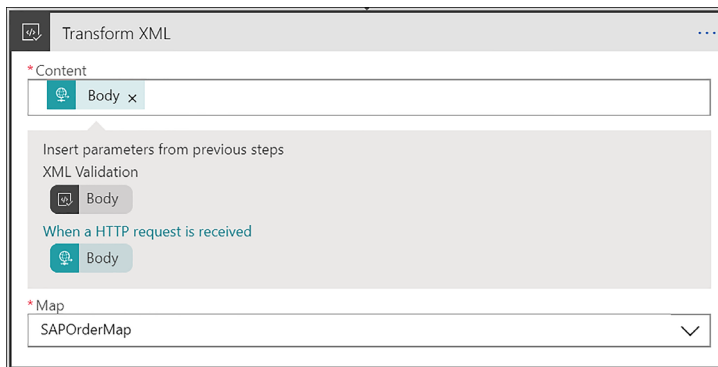 Transform XML
...
*Content
Body ×
Insert parameters from previous steps
XML Validation
Body
When a HTTP request is received
Body
*Map
SAPOrderMap